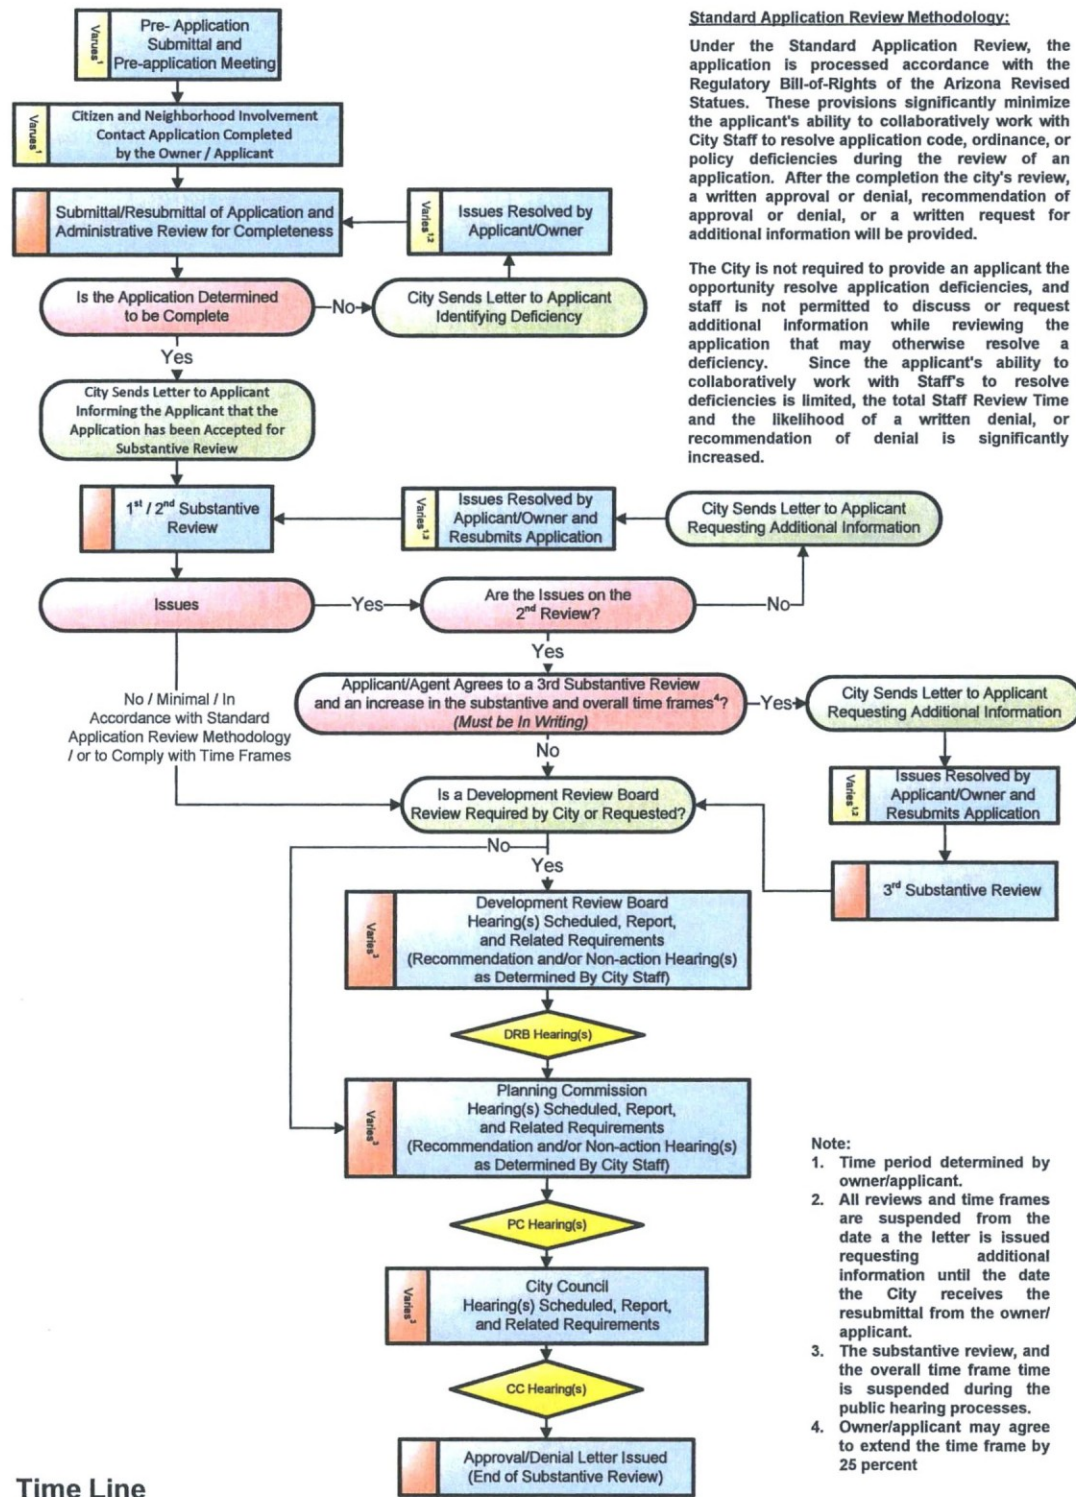 Varues¹
Pre- Application
Submittal and
Pre-application Meeting
Varues¹
Citizen and Neighborhood Involvement
Contact Application Completed
by the Owner / Applicant
Submittal/Resubmittal of Application and
Administrative Review for Completeness
Varies¹,²
Issues Resolved by
Applicant/Owner
Is the Application Determined
to be Complete
No
City Sends Letter to Applicant
Identifying Deficiency
Yes
City Sends Letter to Applicant
Informing the Applicant that the
Application has been Accepted for
Substantive Review
1st / 2nd Substantive
Review
Varies¹,²
Issues Resolved by
Applicant/Owner and
Resubmits Application
City Sends Letter to Applicant
Requesting Additional Information
Issues
Yes
Are the Issues on the
2nd Review?
No
Yes
No / Minimal / In
Accordance with Standard
Application Review Methodology
/ or to Comply with Time Frames
Applicant/Agent Agrees to a 3rd Substantive Review
and an increase in the substantive and overall time frames⁴?
(Must be In Writing)
Yes
City Sends Letter to Applicant
Requesting Additional Information
No
Varies¹,²
Issues Resolved by
Applicant/Owner and
Resubmits Application
Is a Development Review Board
Review Required by City or Requested?
3rd Substantive Review
No
Yes
Varies³
Development Review Board
Hearing(s) Scheduled, Report,
and Related Requirements
(Recommendation and/or Non-action Hearing(s)
as Determined By City Staff)
DRB Hearing(s)
Varies³
Planning Commission
Hearing(s) Scheduled, Report,
and Related Requirements
(Recommendation and/or Non-action Hearing(s)
as Determined By City Staff)
PC Hearing(s)
Varies³
City Council
Hearing(s) Scheduled, Report,
and Related Requirements
CC Hearing(s)
Approval/Denial Letter Issued
(End of Substantive Review)
Time Line
Standard Application Review Methodology:
Under the Standard Application Review, the
application is processed accordance with the
Regulatory Bill-of-Rights of the Arizona Revised
Statues. These provisions significantly minimize
the applicant's ability to collaboratively work with
City Staff to resolve application code, ordinance, or
policy deficiencies during the review of an
application. After the completion the city's review,
a written approval or denial, recommendation of
approval or denial, or a written request for
additional information will be provided.
The City is not required to provide an applicant the
opportunity resolve application deficiencies, and
staff is not permitted to discuss or request
additional information while reviewing the
application that may otherwise resolve a
deficiency. Since the applicant's ability to
collaboratively work with Staff's to resolve
deficiencies is limited, the total Staff Review Time
and the likelihood of a written denial, or
recommendation of denial is significantly
increased.
Note:
1. Time period determined by
owner/applicant.
2. All reviews and time frames
are suspended from the
date a the letter is issued
requesting additional
information until the date
the City receives the
resubmittal from the owner/
applicant.
3. The substantive review, and
the overall time frame time
is suspended during the
public hearing processes.
4. Owner/applicant may agree
to extend the time frame by
25 percent